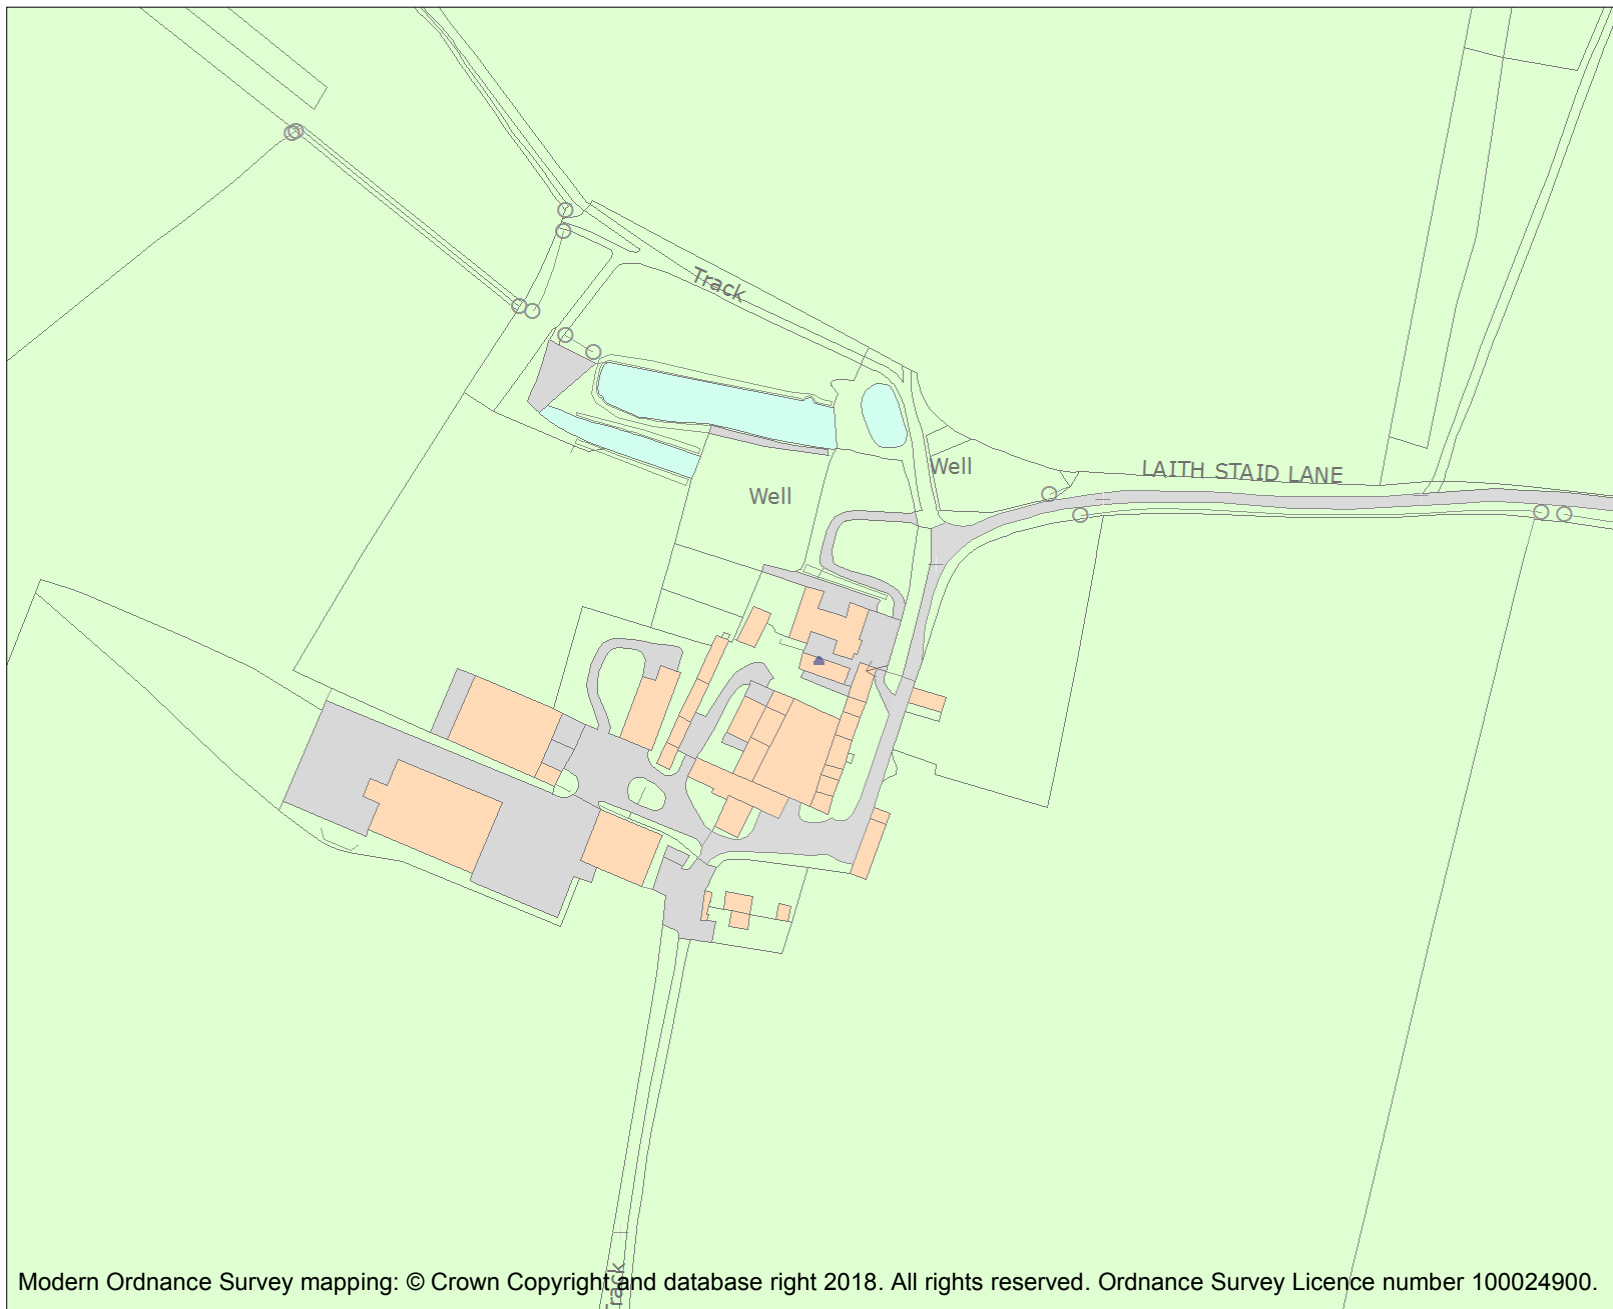 Track
Well
LAITH STAID LANE
Well
Track
Modern Ordnance Survey mapping: © Crown Copyright and database right 2018. All rights reserved. Ordnance Survey Licence number 100024900.